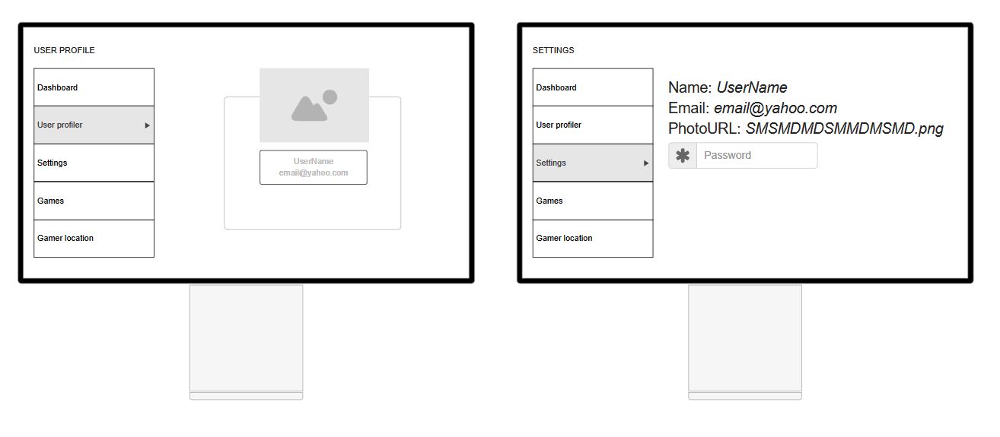 USER PROFILE
Dashboard
User profiler
Settings
Games
Gamer location
UserName
email@yahoo.com
SETTINGS
Dashboard
User profiler
Settings
Games
Gamer location
Name: UserName
Email: email@yahoo.com
PhotoURL: SMSMDMDSMMDMSMD.png
Password